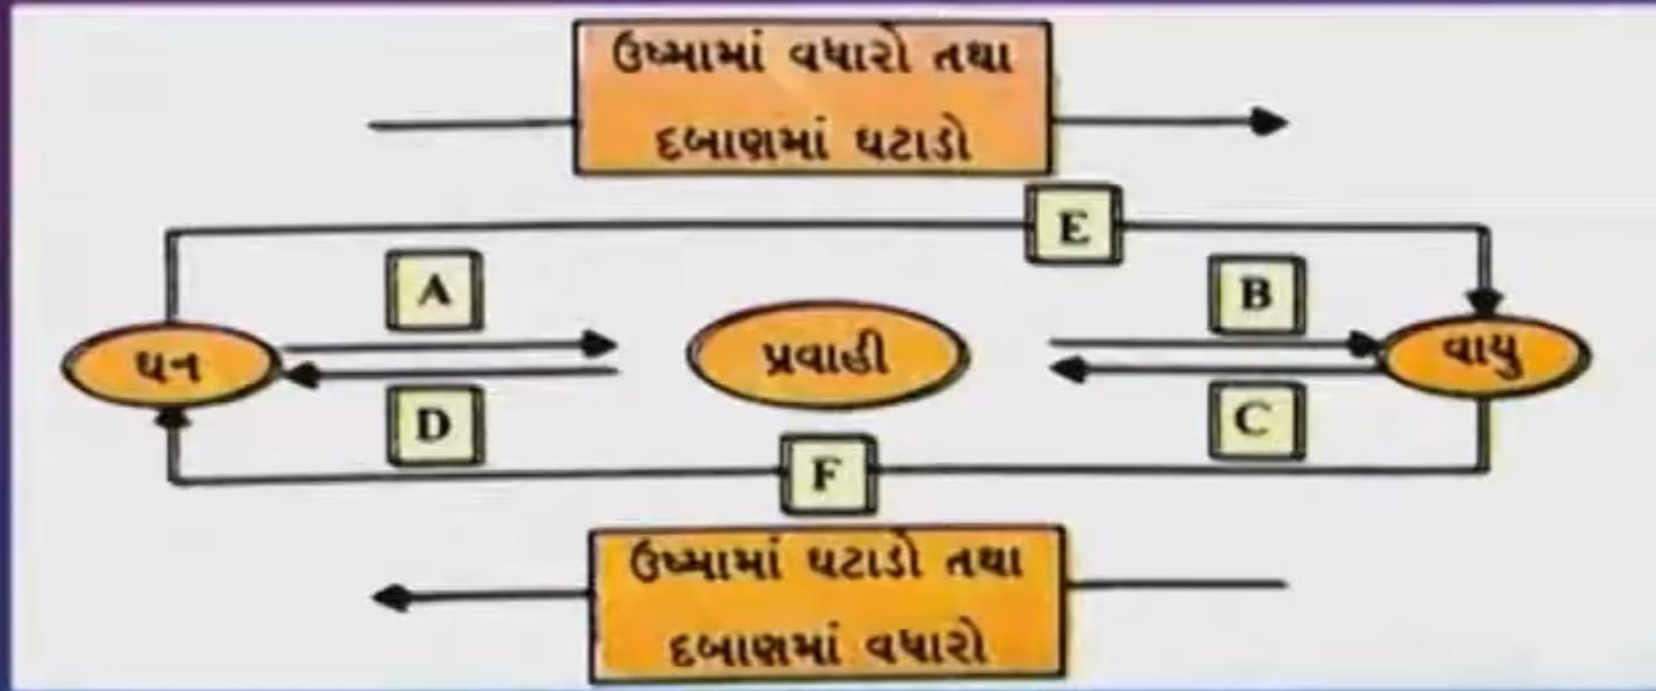 ઉષ્મામાં વધારો તથા
દબાણમાં ઘટાડો
E
A
B
ઘન
પ્રવાહી
વાયુ
D
C
F
ઉષ્મામાં ઘટાડો તથા
દબાણમાં વધારો